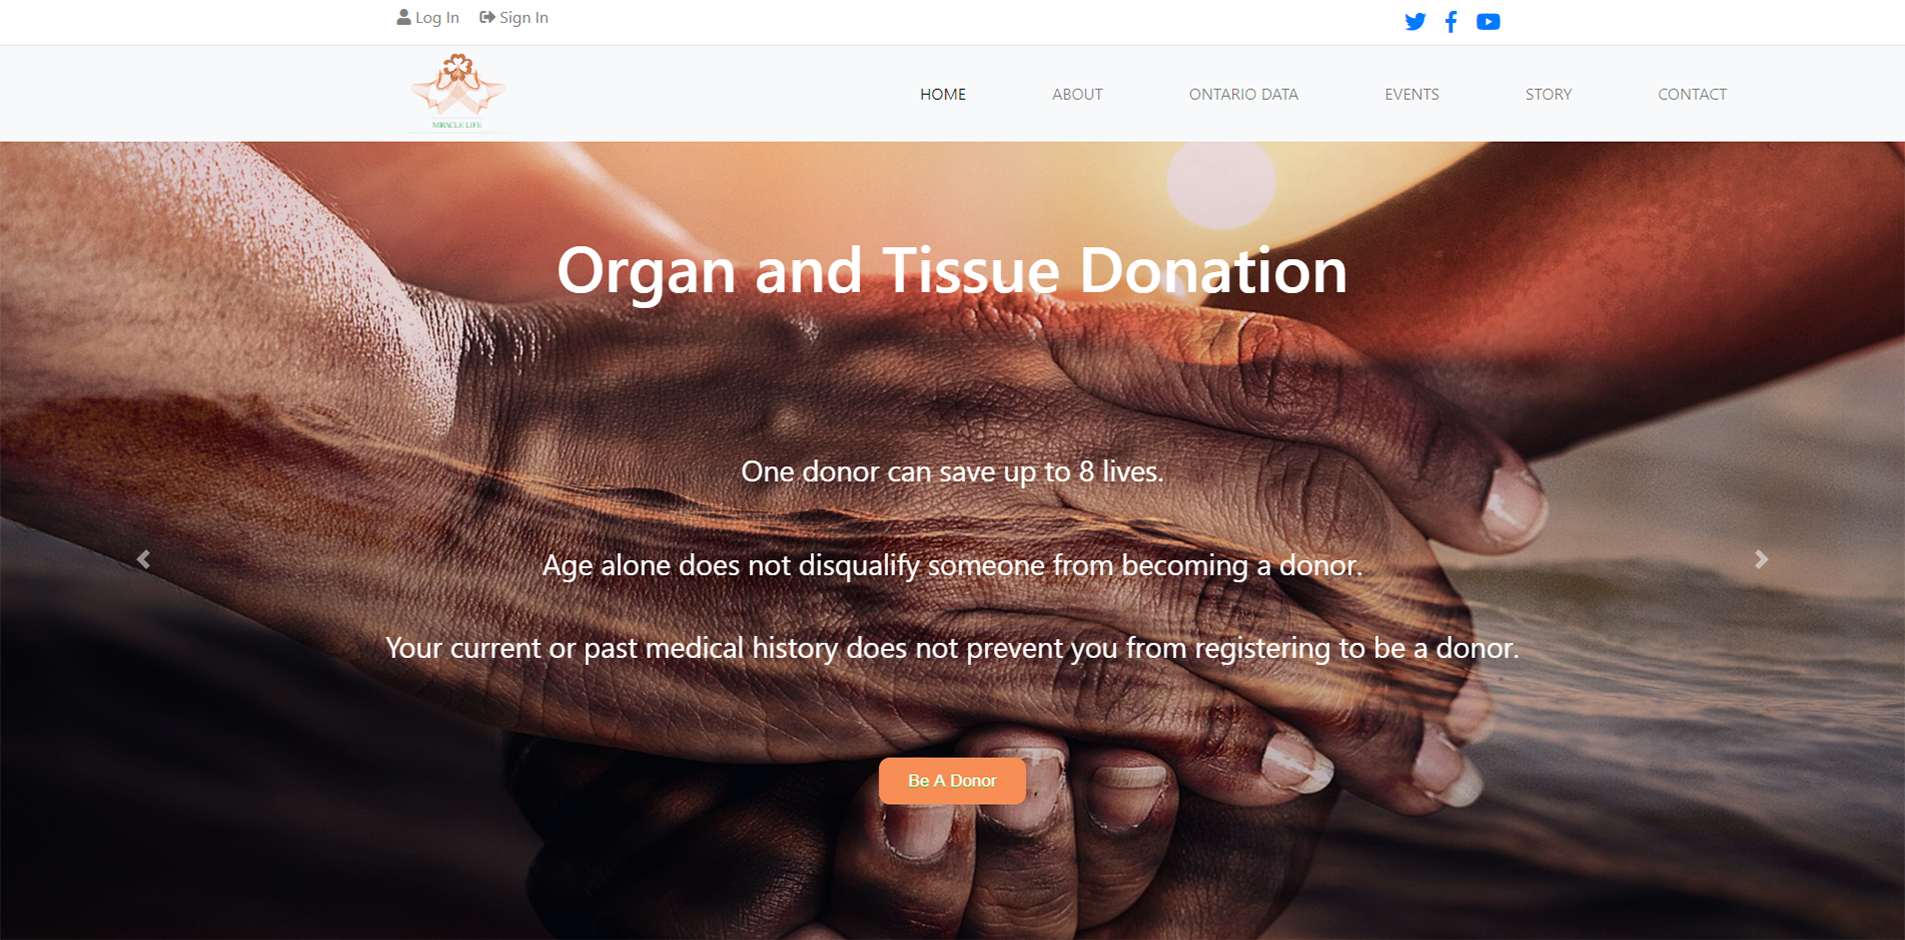 Log In Sign In
MIRACLE LIFE
HOME ABOUT ONTARIO DATA EVENTS STORY CONTACT
Organ and Tissue Donation
One donor can save up to 8 lives.
Age alone does not disqualify someone from becoming a donor.
Your current or past medical history does not prevent you from registering to be a donor.
Be A Donor